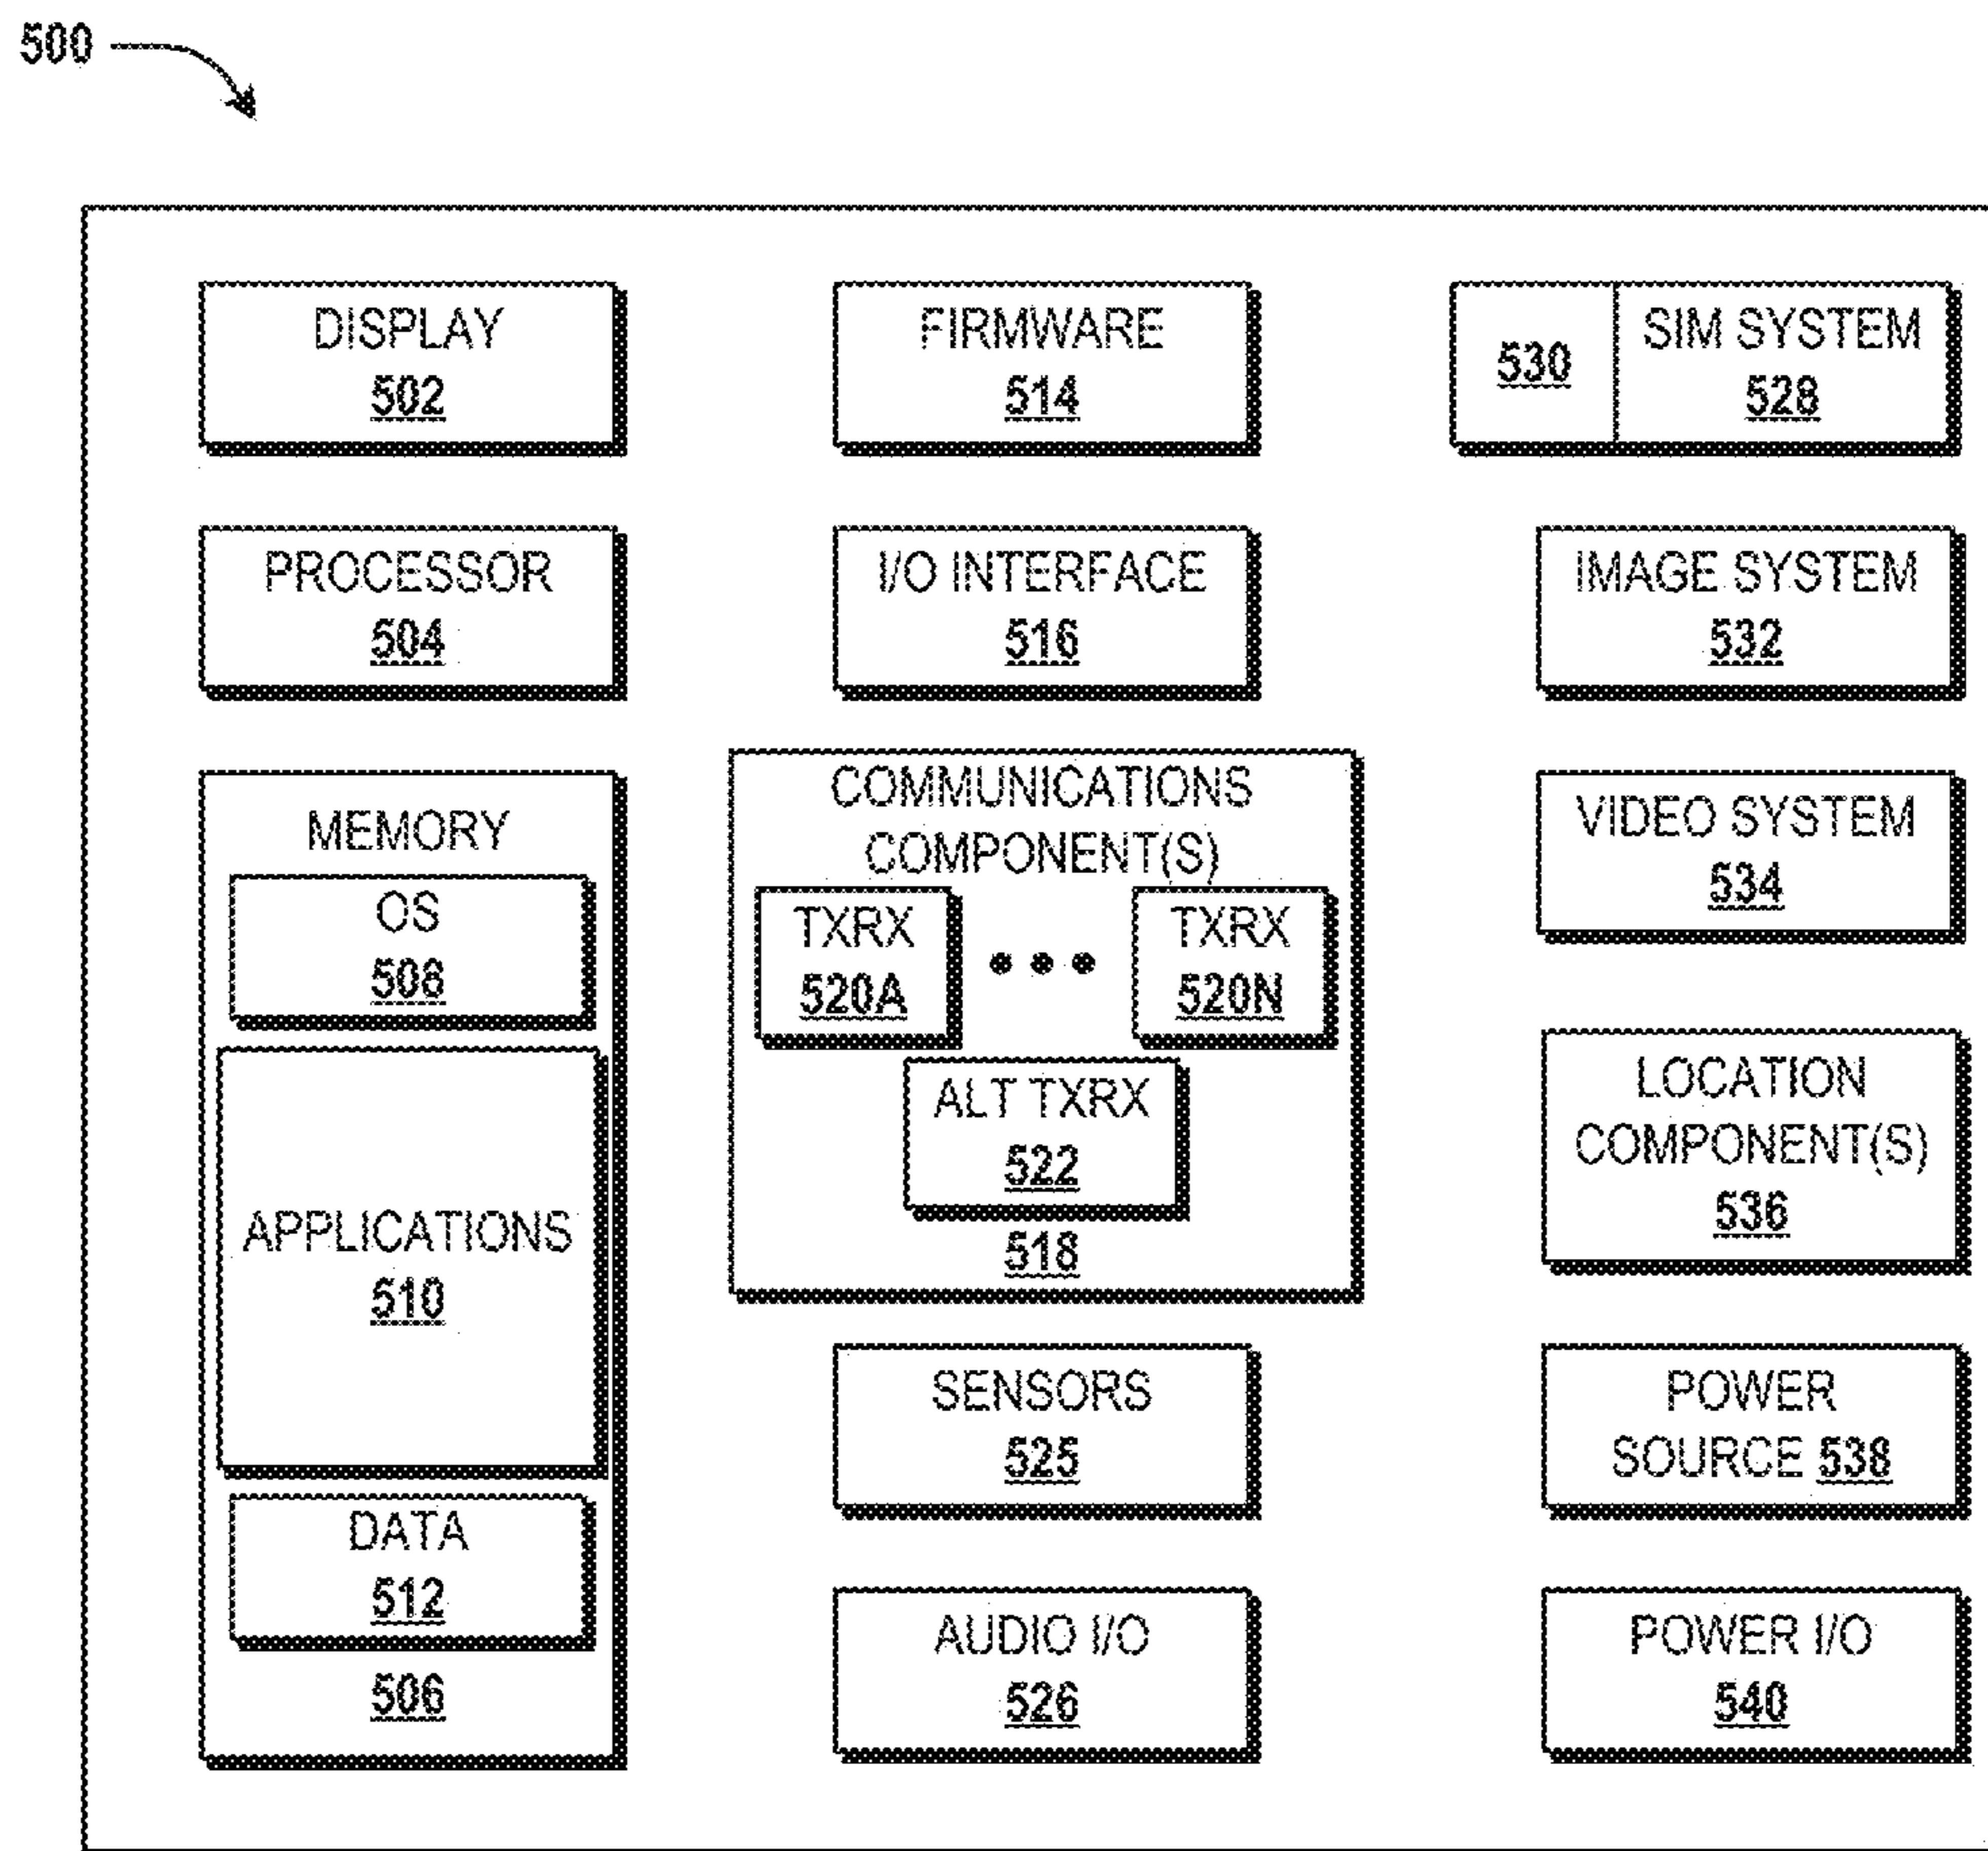 500
DISPLAY
502
PROCESSOR
504
MEMORY
OS
508
APPLICATIONS
510
DATA
512
506
FIRMWARE
514
I/O INTERFACE
516
COMMUNICATIONS
COMPONENT(S)
TXRX
520A
TXRX
520N
ALT TXRX
522
518
SENSORS
525
AUDIO I/O
526
530
SIM SYSTEM
528
IMAGE SYSTEM
532
VIDEO SYSTEM
534
LOCATION
COMPONENT(S)
536
POWER
SOURCE 538
POWER I/O
540